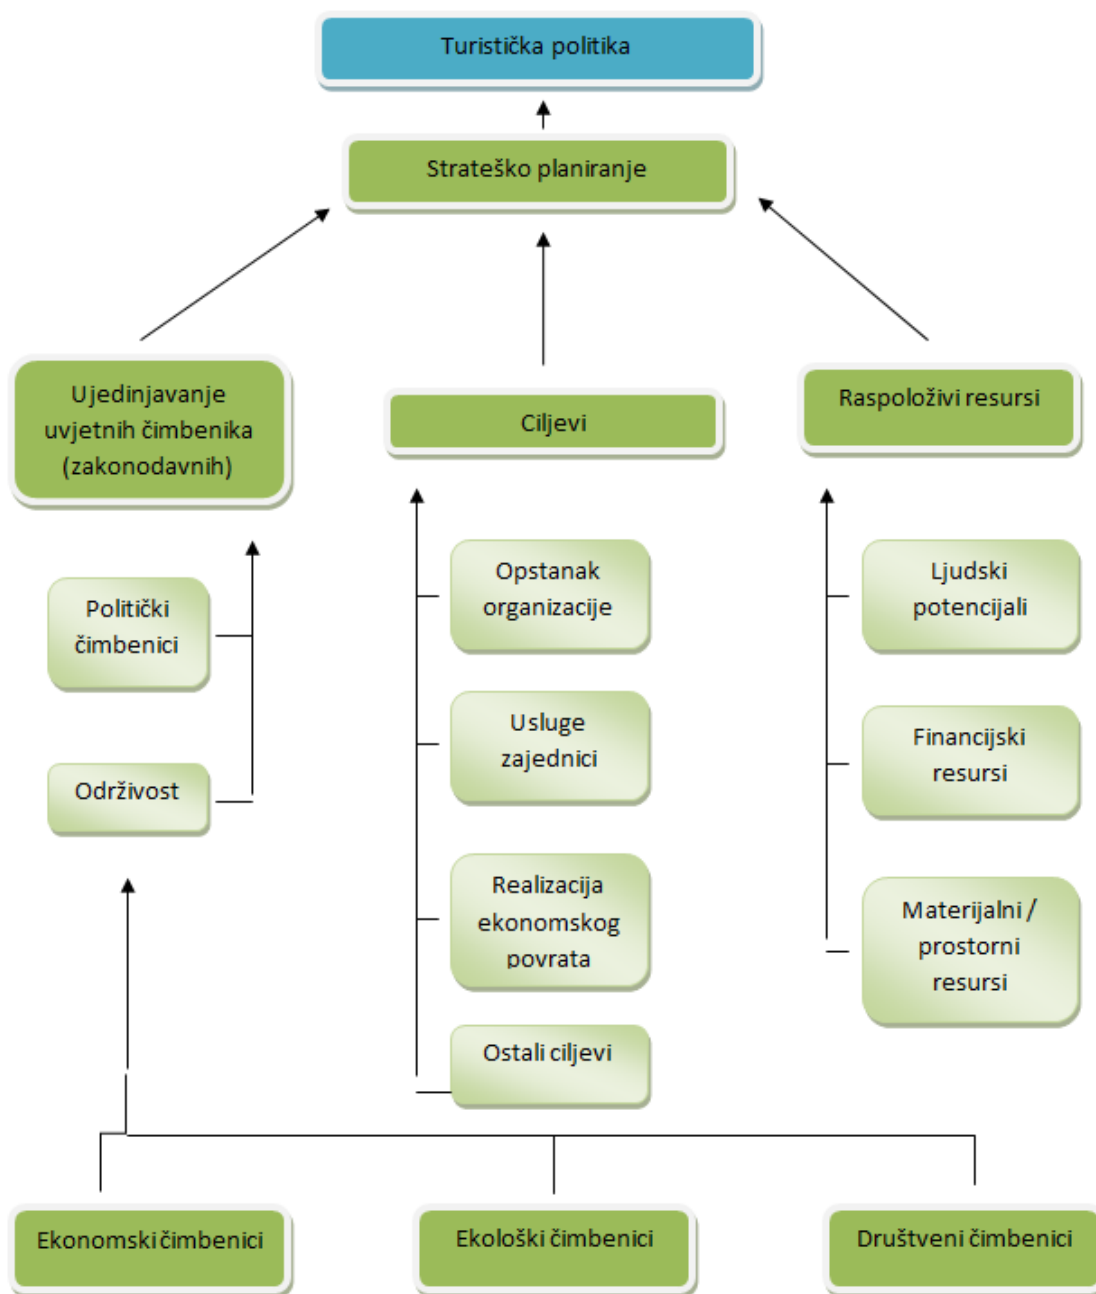 Turistička politika
Strateško planiranje
Ujedinjavanje
uvjetnih čimbenika
(zakonodavnih)
Ciljevi
Raspoloživi resursi
Politički
čimbenici
Održivost
Opstanak
organizacije
Usluge
zajednici
Realizacija
ekonomskog
povrata
Ostali ciljevi
Ljudski
potencijali
Financijski
resursi
Materijalni /
prostorni
resursi
Ekonomski čimbenici
Ekološki čimbenici
Društveni čimbenici